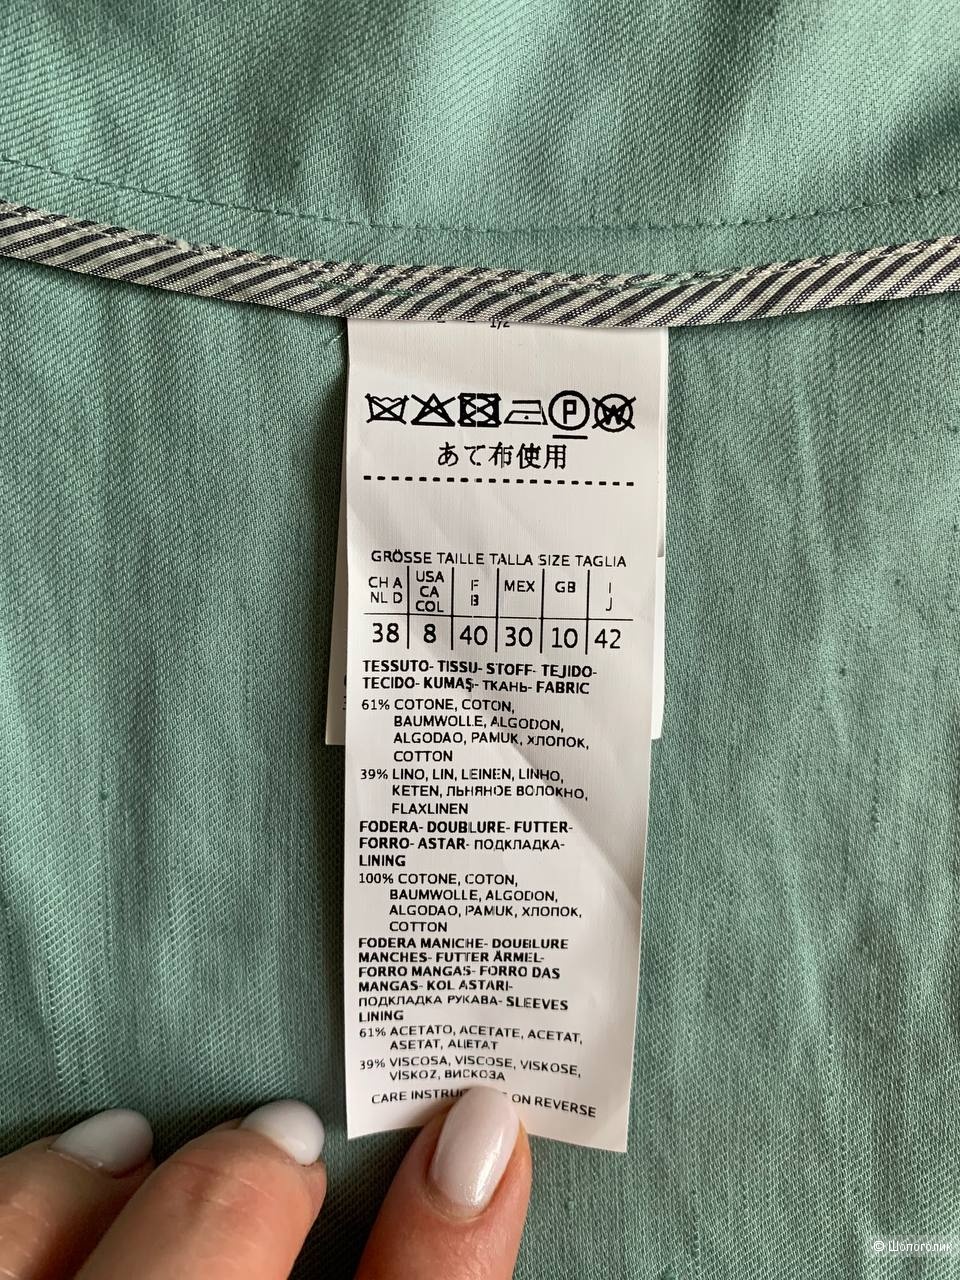 1/2
P W
あて布使用
GRÖSSE TAILLE TALLA SIZE TAGLIA
CH A NL D USA CA COL F B MEX GB I J
38 8 40 30 10 42
TESSUTO- TISSU- STOFF- TEJIDO-
TECIDO- KUMAŞ- ТКАНЬ- FABRIC
61% COTONE, COTON,
BAUMWOLLE, ALGODON,
ALGODAO, PAMUK, ХЛОПОК,
COTTON
39% LINO, LIN, LEINEN, LINHO,
KETEN, ЛЬНЯНОЕ ВОЛОКНО,
FLAXLINEN
FODERA- DOUBLURE- FUTTER-
FORRO- ASTAR- ПОДКЛАДКА-
LINING
100% COTONE, COTON,
BAUMWOLLE, ALGODON,
ALGODAO, PAMUK, ХЛОПОК,
COTTON
FODERA MANICHE- DOUBLURE
MANCHES- FUTTER ÄRMEL-
FORRO MANGAS- FORRO DAS
MANGAS- KOL ASTARI-
ПОДКЛАДКА РУКАВА- SLEEVES
LINING
61% ACETATO, ACETATE, ACETAT,
ASETAT, АЦЕТАТ
39% VISCOSA, VISCOSE, VISKOSE,
VİSKOZ, ВИСКОЗА
CARE ON REVERSE
© Шопоголик